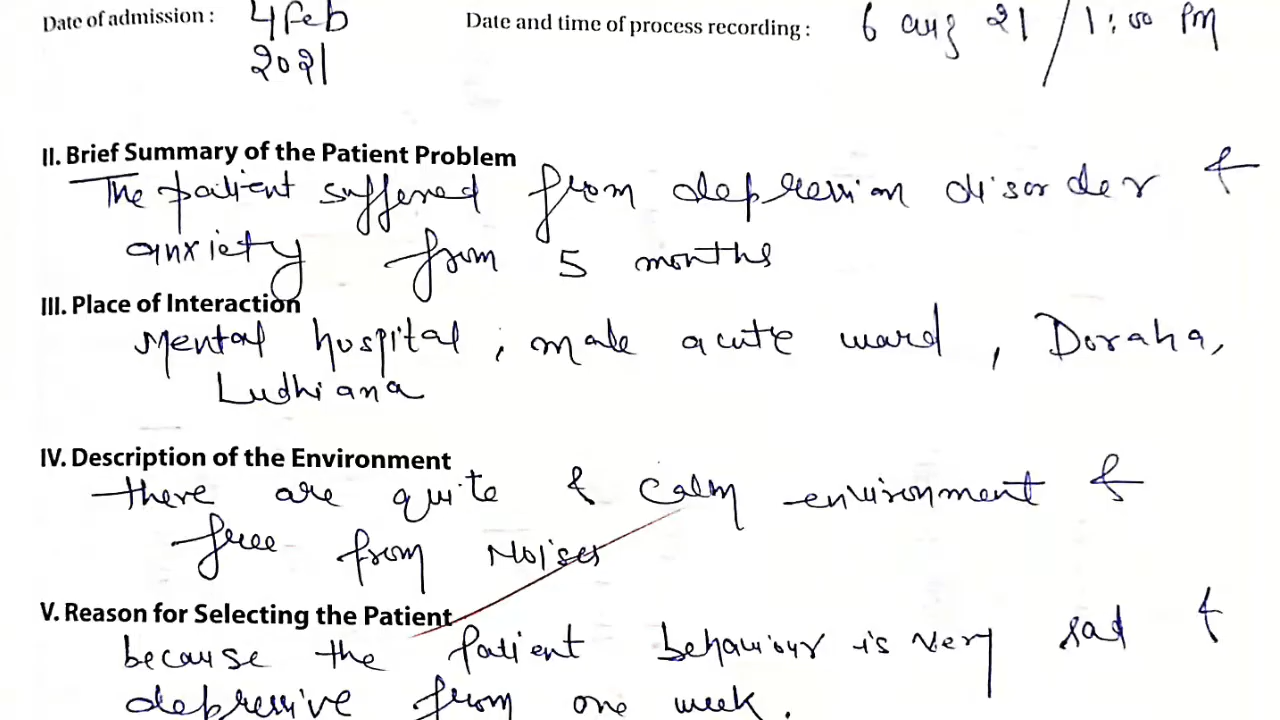 Date of admission : 4 Feb Date and time of process recording : 6 aug 21 / 1:00 PM
2021
II. Brief Summary of the Patient Problem
The patient suffered from depression disorder &
anxiety from 5 months
III. Place of Interaction
Mental hospital, male acute ward, Doraha,
Ludhiana
IV. Description of the Environment
there are quite & calm environment &
free from Noises
V. Reason for Selecting the Patient
because the patient behaviour is very sad &
depressive from one week.